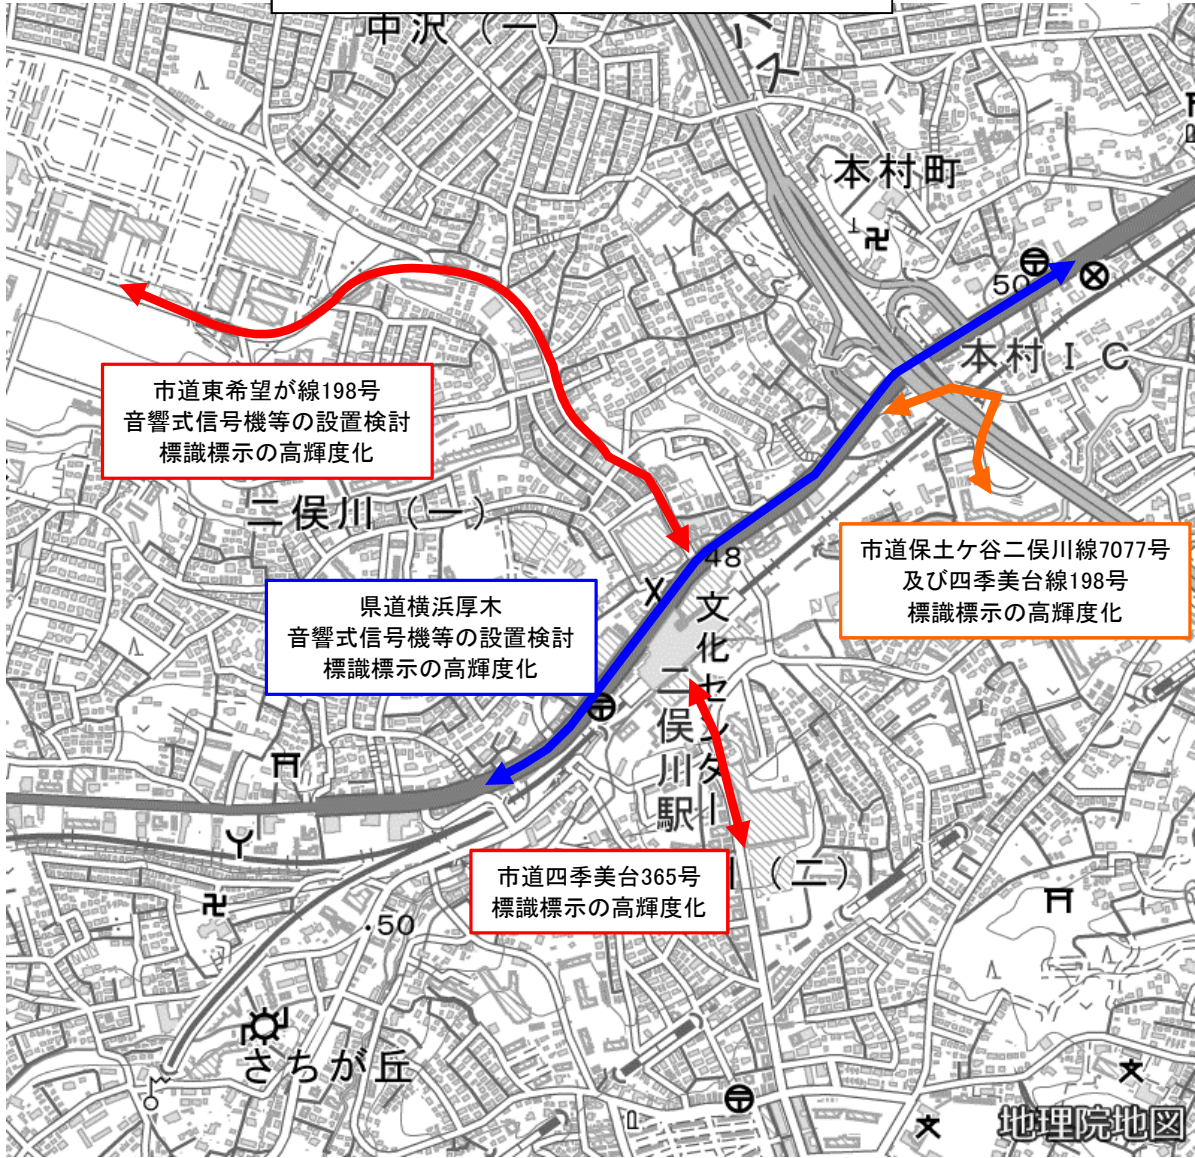 中沢（一）
本村町
50
本村ＩＣ
市道東希望が線198号
音響式信号機等の設置検討
標識標示の高輝度化
二俣川（一）
市道保土ケ谷二俣川線7077号
及び四季美台線198号
標識標示の高輝度化
48
県道横浜厚木
音響式信号機等の設置検討
標識標示の高輝度化
文化センター
二俣川駅
市道四季美台365号
標識標示の高輝度化
（二）
50
さちが丘
地理院地図